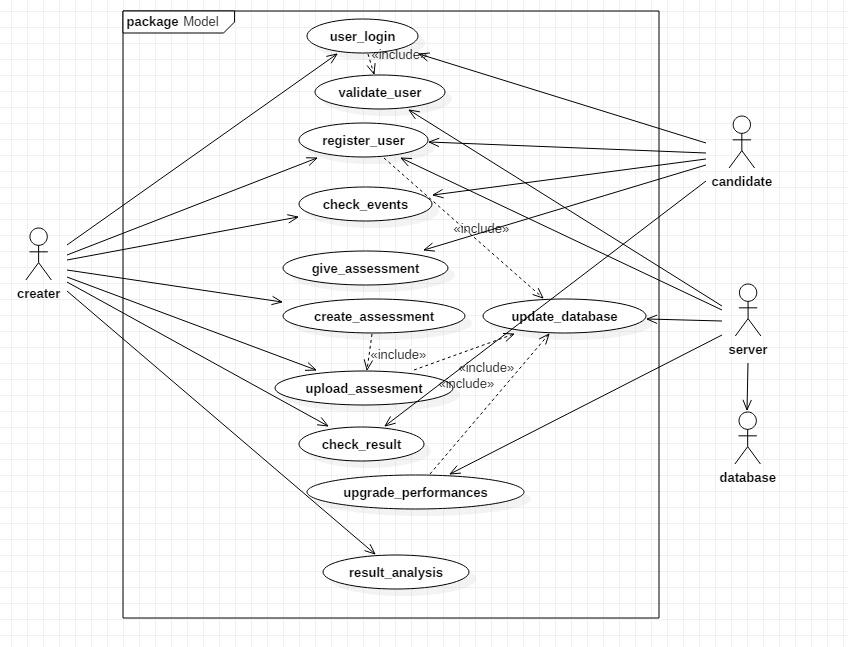 package Model
user_login
«include»
validate_user
register_user
candidate
check_events
«include»
creater
give_assessment
create_assessment
update_database
server
«include»
upload_assesment
«include»
«include»
check_result
database
upgrade_performances
result_analysis